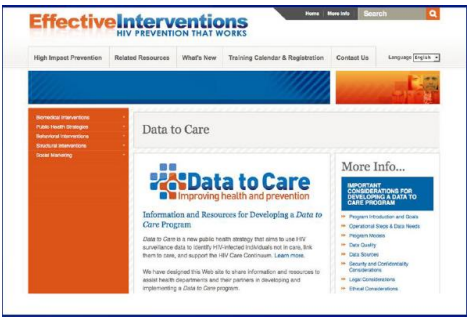 Home More Info Search
EffectiveInterventions
HIV PREVENTION THAT WORKS
High Impact Prevention Related Resources What's New Training Calendar & Registration Contact Us Language English
Biomedical Interventions
Public Health Strategies
Behavioral Interventions
Structural Interventions
Social Marketing
Data to Care
Data to Care
Improving health and prevention
Information and Resources for Developing a Data to
Care Program
Data to Care is a new public health strategy that aims to use HIV
surveillance data to identify HIV-infected individuals not in care, link
them to care, and support the HIV Care Continuum. Learn more.
We have designed this Web site to share information and resources to
assist health departments and their partners in developing and
implementing a Data to Care program.
More Info...
IMPORTANT
CONSIDERATIONS FOR
DEVELOPING A DATA TO
CARE PROGRAM
Program Introduction and Goals
Operational Steps & Data Needs
Program Models
Data Quality
Data Sharing
Security and Confidentiality
Considerations
Legal Considerations
Ethical Considerations